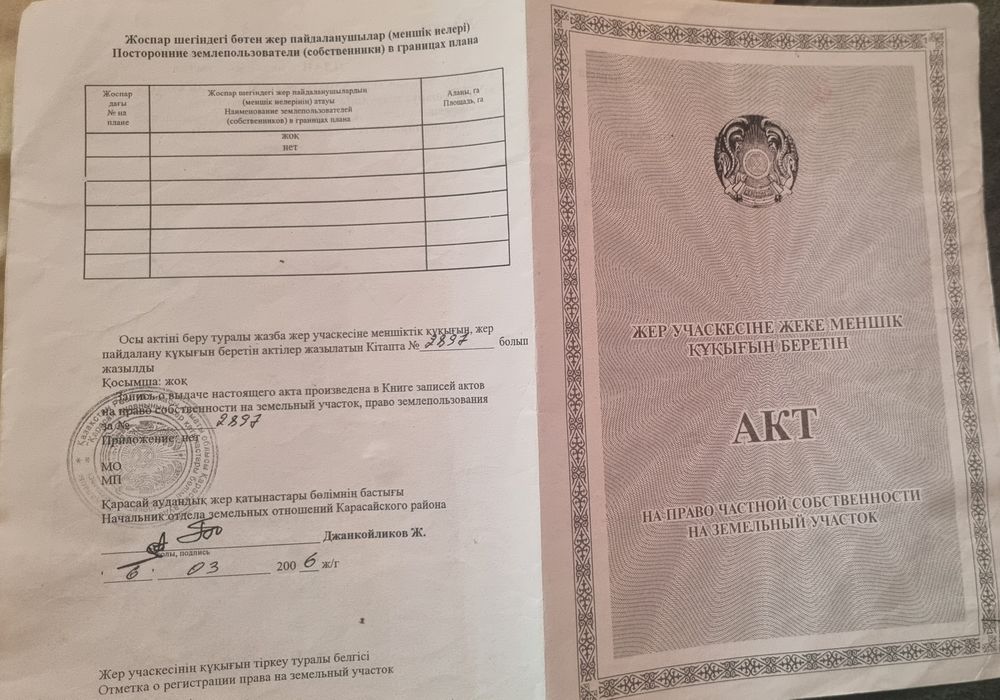 Жоспар шегіндегі бөтен жер пайдаланушылар (меншік иелері)
Посторонние землепользователи (собственники) в границах плана
Жоспар
дағы
№ на
плане
Жоспар шегіндегі жер пайдаланушылардың
(меншік иелерінің) атауы
Наименование землепользователей
(собственников) в границах плана
Аланы, га
Площадь, га
жоқ
нет
Осы актіні беру туралы жазба жер учаскесіне меншіктік құқығын, жер
пайдалану құқығын беретін актілер жазылатын Кітапта № 2897 болып
жазылды
Қосымша: жоқ
Запись о выдаче настоящего акта произведена в Книге записей актов
на право собственности на земельный участок, право землепользования
за № 2897
Приложение: нет
МО
МП
Қарасай аудандық жер қатынастары бөлімнің бастығы
Начальник отдела земельных отношений Карасайского района
Джанкойликов Ж.
қолы, подпись
6 03 2006 ж/г
Жер учаскесінің құқығын тіркеу туралы белгісі
Отметка о регистрации права на земельный участок
ЖЕР УЧАСКЕСІНЕ ЖЕКЕ МЕНШІК
ҚҰҚЫҒЫН БЕРЕТІН
АКТ
НА ПРАВО ЧАСТНОЙ СОБСТВЕННОСТИ
НА ЗЕМЕЛЬНЫЙ УЧАСТОК